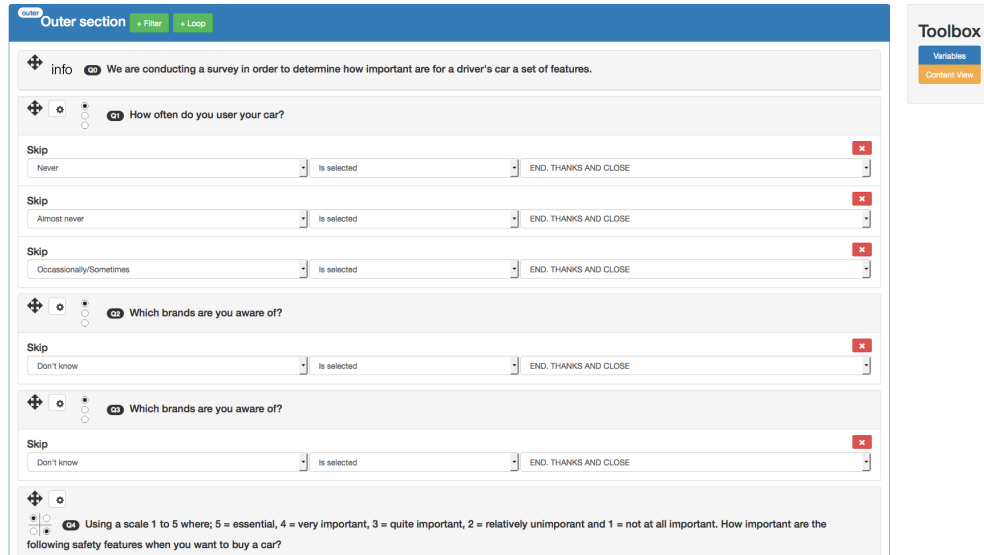 outer
Outer section + Filter + Loop
Toolbox
Variables
Content View
info Q0 We are conducting a survey in order to determine how important are for a driver's car a set of features.
Q1 How often do you user your car?
Skip
Never Is selected END. THANKS AND CLOSE
Skip
Almost never Is selected END. THANKS AND CLOSE
Skip
Occassionally/Sometimes Is selected END. THANKS AND CLOSE
Q2 Which brands are you aware of?
Skip
Don't know Is selected END. THANKS AND CLOSE
Q3 Which brands are you aware of?
Skip
Don't know Is selected END. THANKS AND CLOSE
Q4 Using a scale 1 to 5 where; 5 = essential, 4 = very important, 3 = quite important, 2 = relatively unimporant and 1 = not at all important. How important are the
following safety features when you want to buy a car?